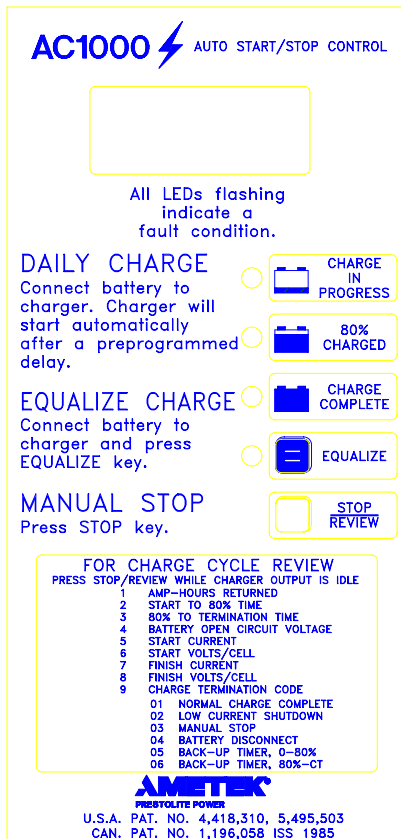 AC1000 AUTO START/STOP CONTROL
All LEDs flashing
indicate a
fault condition.
DAILY CHARGE
Connect battery to
charger. Charger will
start automatically
after a preprogrammed
delay.
CHARGE
IN
PROGRESS
80%
CHARGED
EQUALIZE CHARGE
Connect battery to
charger and press
EQUALIZE key.
CHARGE
COMPLETE
EQUALIZE
MANUAL STOP
Press STOP key.
STOP
REVIEW
FOR CHARGE CYCLE REVIEW
PRESS STOP/REVIEW WHILE CHARGER OUTPUT IS IDLE
1 AMP-HOURS RETURNED
2 START TO 80% TIME
3 80% TO TERMINATION TIME
4 BATTERY OPEN CIRCUIT VOLTAGE
5 START CURRENT
6 START VOLTS/CELL
7 FINISH CURRENT
8 FINISH VOLTS/CELL
9 CHARGE TERMINATION CODE
01 NORMAL CHARGE COMPLETE
02 LOW CURRENT SHUTDOWN
03 MANUAL STOP
04 BATTERY DISCONNECT
05 BACK-UP TIMER, 0-80%
06 BACK-UP TIMER, 80%-CT
AMETEK®
PRESTOLITE POWER
U.S.A. PAT. NO. 4,418,310, 5,495,503
CAN. PAT. NO. 1,196,058 ISS 1985